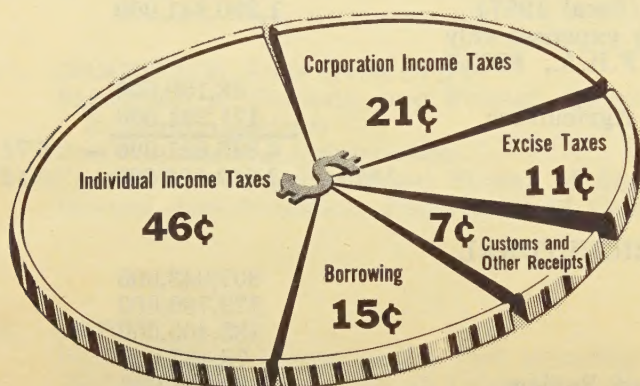 Corporation Income Taxes
21¢
Excise Taxes
11¢
Individual Income Taxes
46¢
7¢
Customs and
Other Receipts
Borrowing
15¢